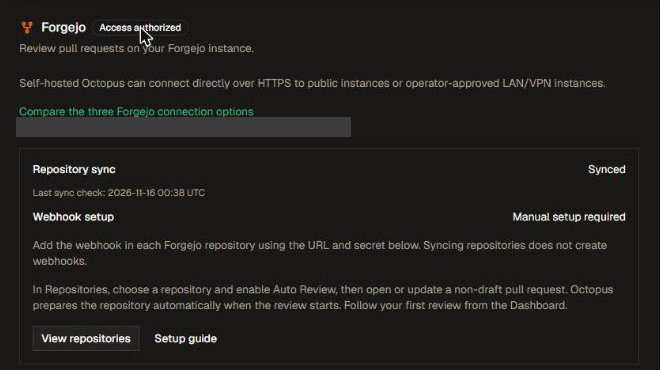 Forgejo Access authorized
Review pull requests on your Forgejo instance.
Self-hosted Octopus can connect directly over HTTPS to public instances or operator-approved LAN/VPN instances.
Compare the three Forgejo connection options
Repository sync Synced
Last sync check: 2026-11-16 00:38 UTC
Webhook setup Manual setup required
Add the webhook in each Forgejo repository using the URL and secret below. Syncing repositories does not create
webhooks.
In Repositories, choose a repository and enable Auto Review, then open or update a non-draft pull request. Octopus
prepares the repository automatically when the review starts. Follow your first review from the Dashboard.
View repositories Setup guide